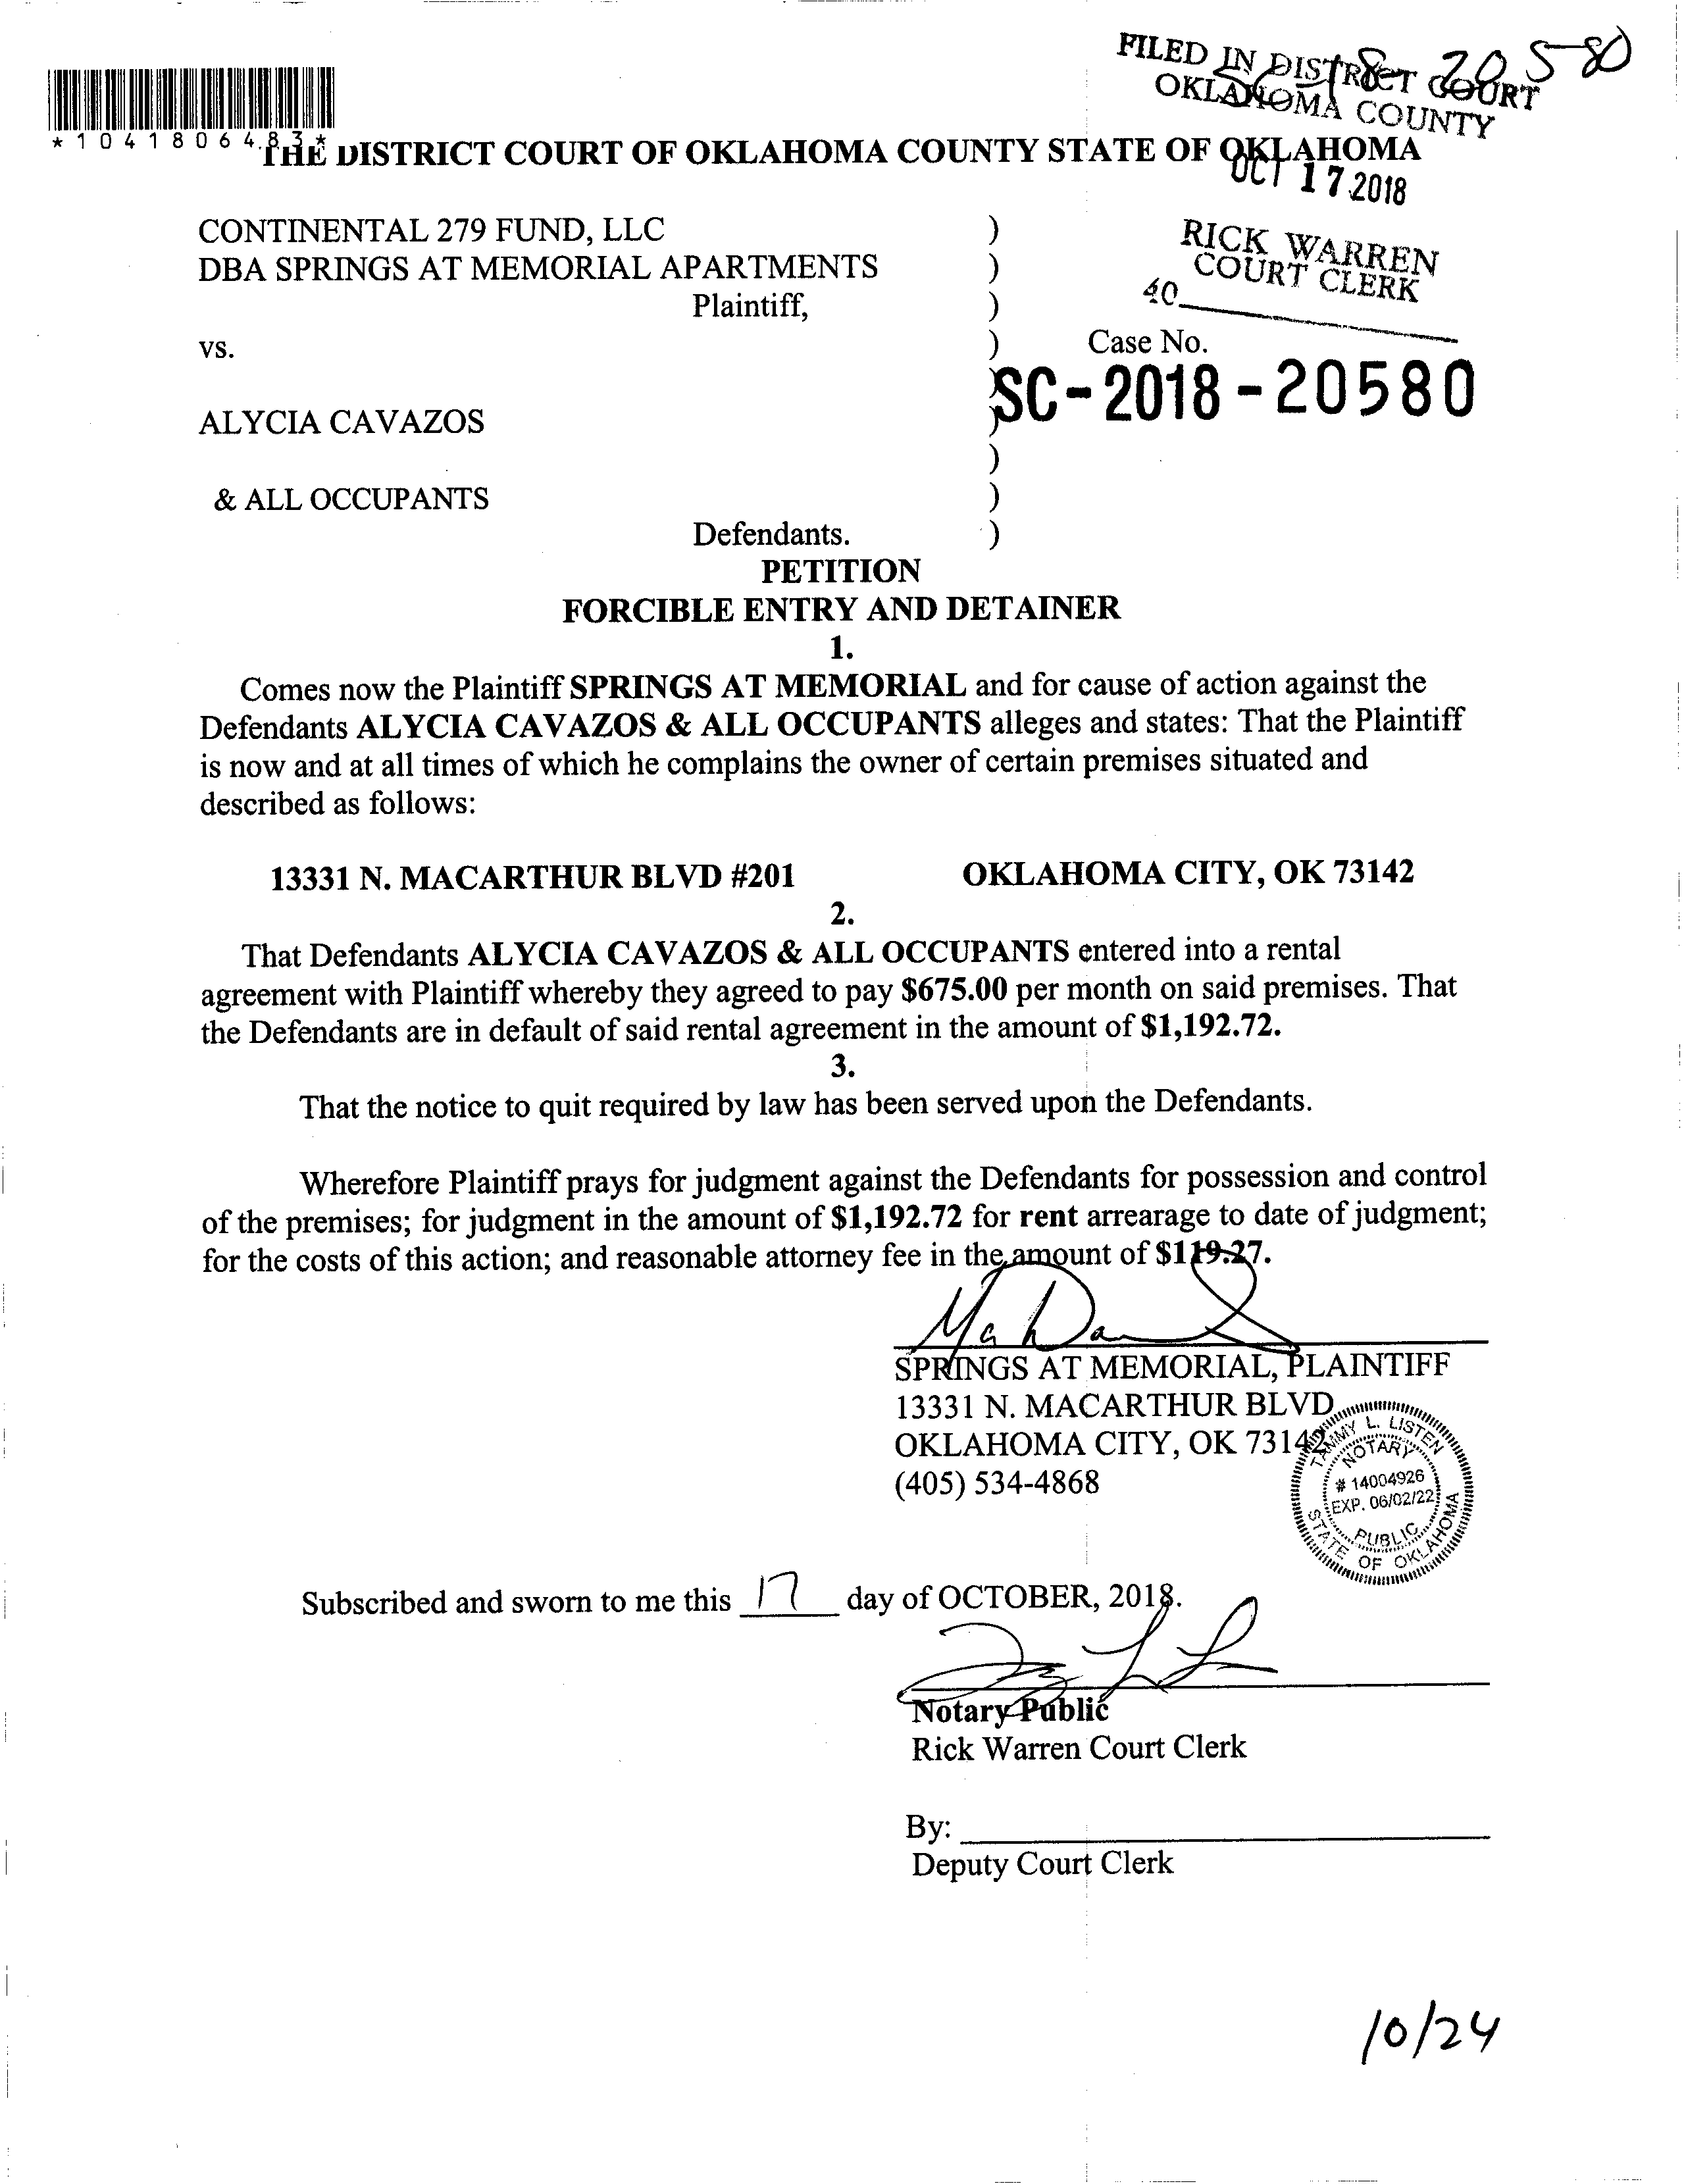 FILED IN DISTRICT COURT
OKLAHOMA COUNTY
20580
*1041806483*
THE DISTRICT COURT OF OKLAHOMA COUNTY STATE OF OKLAHOMA
OCT 17 2018
CONTINENTAL 279 FUND, LLC )
DBA SPRINGS AT MEMORIAL APARTMENTS )
Plaintiff, )
RICK WARREN
COURT CLERK
40
vs. ) Case No.
SC-2018-20580
ALYCIA CAVAZOS )
)
& ALL OCCUPANTS )
Defendants. )
PETITION
FORCIBLE ENTRY AND DETAINER
1.
Comes now the Plaintiff SPRINGS AT MEMORIAL and for cause of action against the
Defendants ALYCIA CAVAZOS & ALL OCCUPANTS alleges and states: That the Plaintiff
is now and at all times of which he complains the owner of certain premises situated and
described as follows:
13331 N. MACARTHUR BLVD #201 OKLAHOMA CITY, OK 73142
2.
That Defendants ALYCIA CAVAZOS & ALL OCCUPANTS entered into a rental
agreement with Plaintiff whereby they agreed to pay $675.00 per month on said premises. That
the Defendants are in default of said rental agreement in the amount of $1,192.72.
3.
That the notice to quit required by law has been served upon the Defendants.
Wherefore Plaintiff prays for judgment against the Defendants for possession and control
of the premises; for judgment in the amount of $1,192.72 for rent arrearage to date of judgment;
for the costs of this action; and reasonable attorney fee in the amount of $119.27.
SPRINGS AT MEMORIAL, PLAINTIFF
13331 N. MACARTHUR BLVD
OKLAHOMA CITY, OK 73142
(405) 534-4868
TAMMY L. LISTEN
NOTARY
# 14004926
EXP. 06/02/22
PUBLIC
STATE OF OKLAHOMA
Subscribed and sworn to me this 17 day of OCTOBER, 2018.
Notary Public
Rick Warren Court Clerk
By:
Deputy Court Clerk
10/24